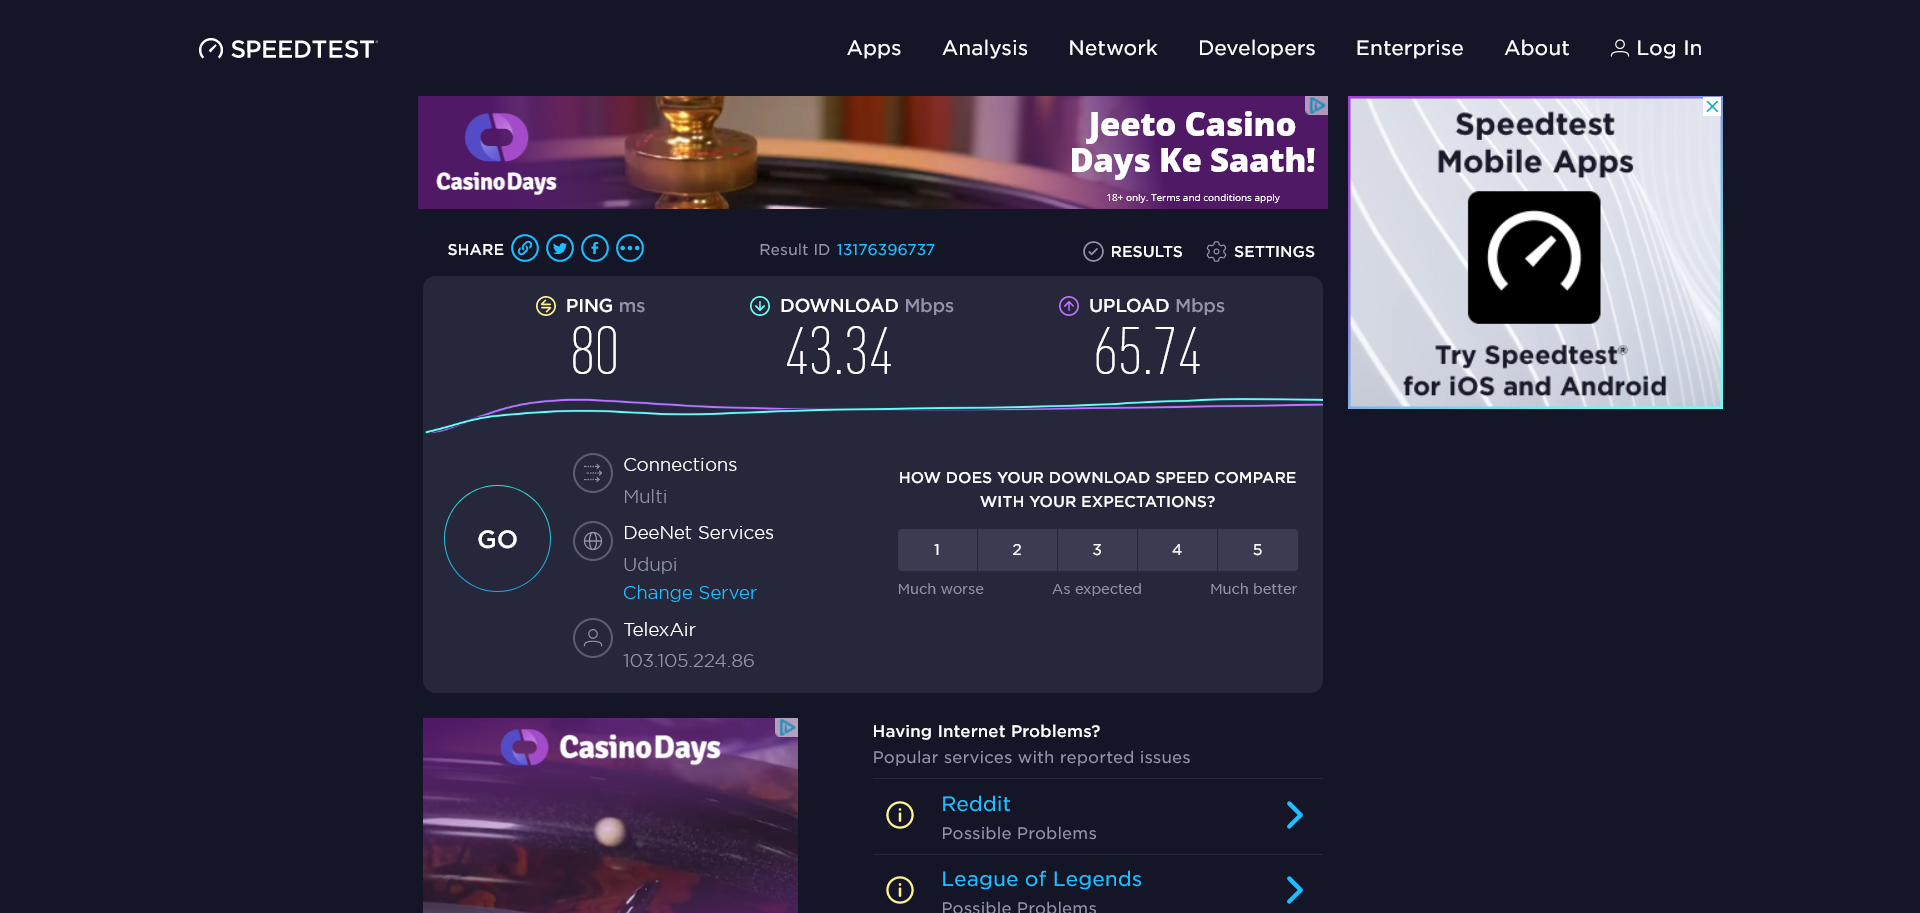 SPEEDTEST
Apps Analysis Network Developers Enterprise About Log In
CasinoDays
Jeeto Casino
Days Ke Saath!
18+ only. Terms and conditions apply
Speedtest
Mobile Apps
Try Speedtest®
for iOS and Android
SHARE
Result ID 13176396737
RESULTS SETTINGS
PING ms
80
DOWNLOAD Mbps
43.34
UPLOAD Mbps
65.74
GO
Connections
Multi
DeeNet Services
Udupi
Change Server
TelexAir
103.105.224.86
HOW DOES YOUR DOWNLOAD SPEED COMPARE
WITH YOUR EXPECTATIONS?
1 2 3 4 5
Much worse As expected Much better
CasinoDays
Having Internet Problems?
Popular services with reported issues
Reddit
Possible Problems
League of Legends
Possible Problems